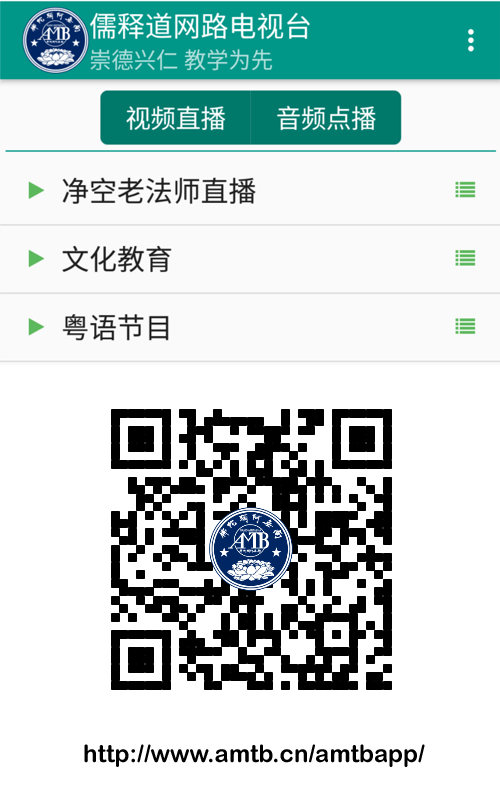 AMTB
儒释道网路电视台
崇德兴仁 教学为先
视频直播 音频点播
净空老法师直播
文化教育
粤语节目
AMTB
http://www.amtb.cn/amtbapp/